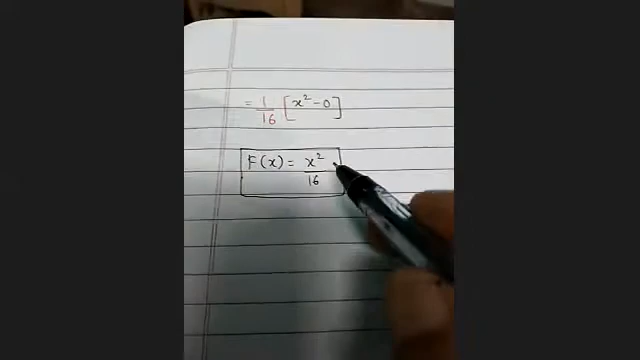 = 1/16 [x² - 0]
F(x) = x²/16